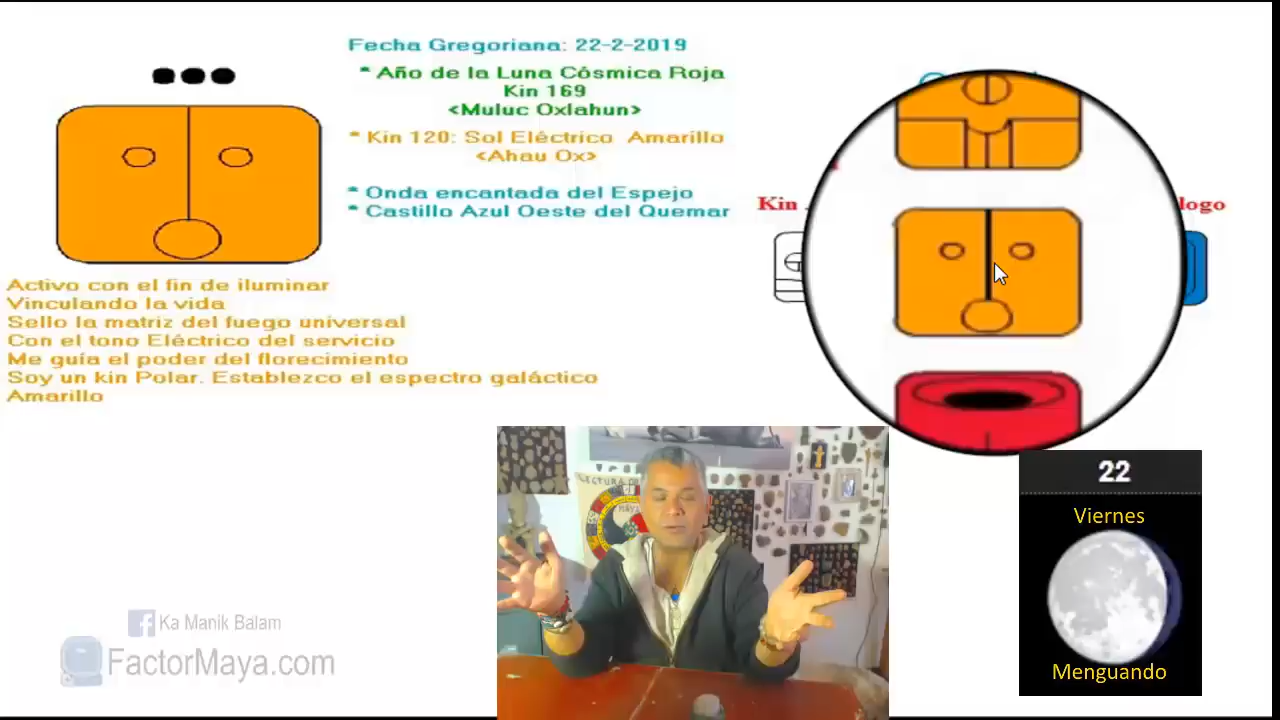 Fecha Gregoriana: 22-2-2019
* Año de la Luna Cósmica Roja
Kin 169
<Muluc Oxlahun>
* Kin 120: Sol Eléctrico Amarillo
<Ahau Ox>
* Onda encantada del Espejo
* Castillo Azul Oeste del Quemar
Kin
logo
Activo con el fin de iluminar
Vinculando la vida
Sello la matriz del fuego universal
Con el tono Eléctrico del servicio
Me guía el poder del florecimiento
Soy un kin Polar. Establezco el espectro galáctico
Amarillo
22
Viernes
Menguando
MAYA
Ka Manik Balam
FactorMaya.com